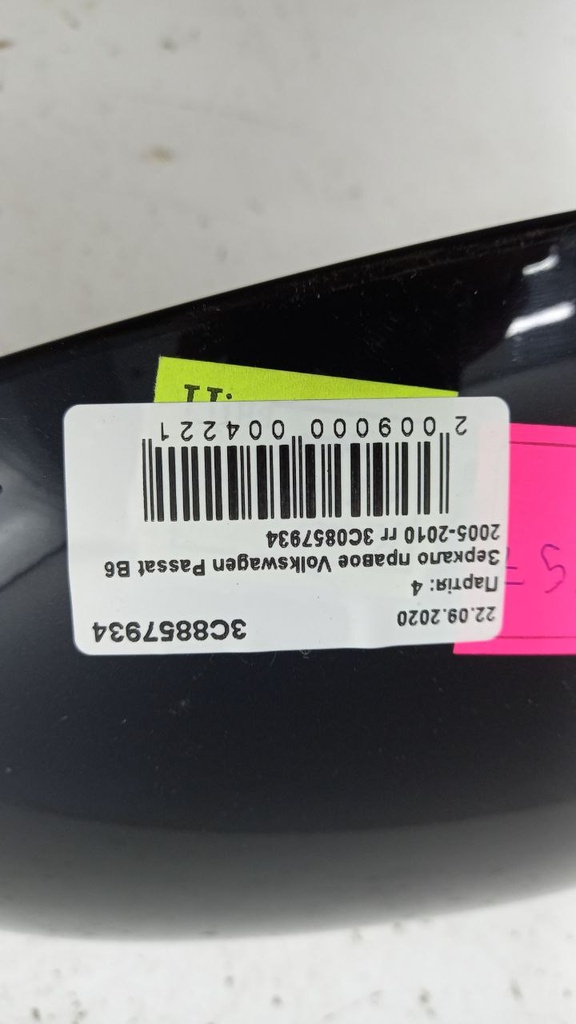 22.09.2020 3C8857934
Партія: 4
Зеркало правое Volkswagen Passat B6
2005-2010 гг 3C0857934
2 009000 004221